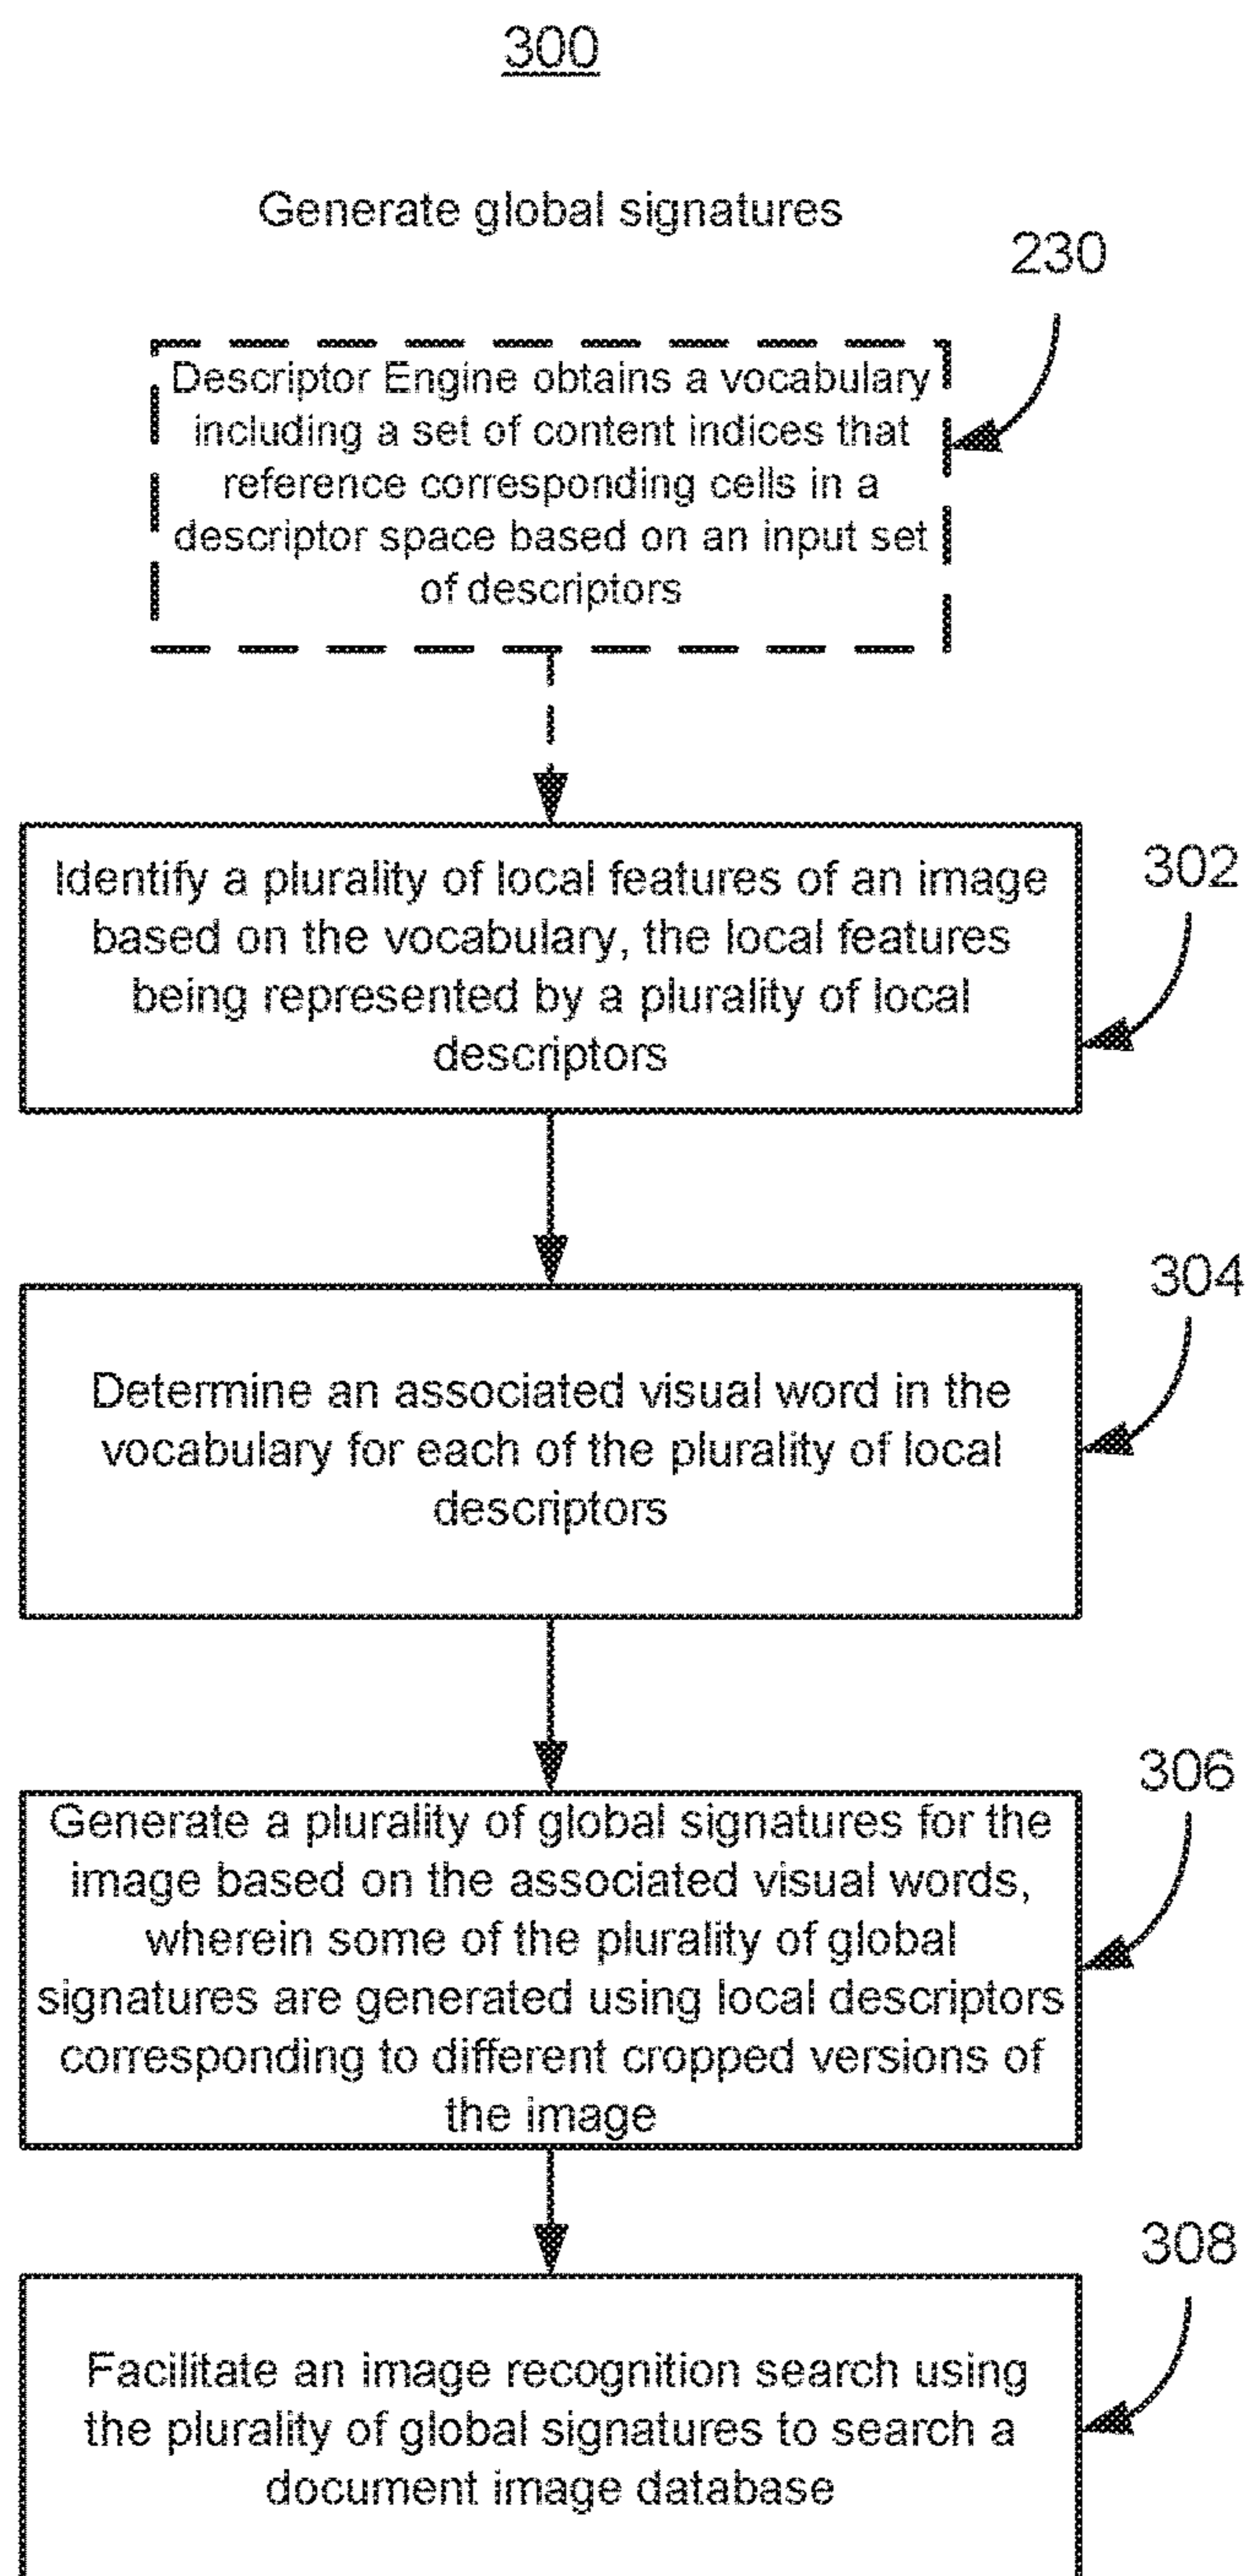 300
Generate global signatures
230
Descriptor Engine obtains a vocabulary
including a set of content indices that
reference corresponding cells in a
descriptor space based on an input set
of descriptors
302
Identify a plurality of local features of an image
based on the vocabulary, the local features
being represented by a plurality of local
descriptors
304
Determine an associated visual word in the
vocabulary for each of the plurality of local
descriptors
306
Generate a plurality of global signatures for the
image based on the associated visual words,
wherein some of the plurality of global
signatures are generated using local descriptors
corresponding to different cropped versions of
the image
308
Facilitate an image recognition search using
the plurality of global signatures to search a
document image database